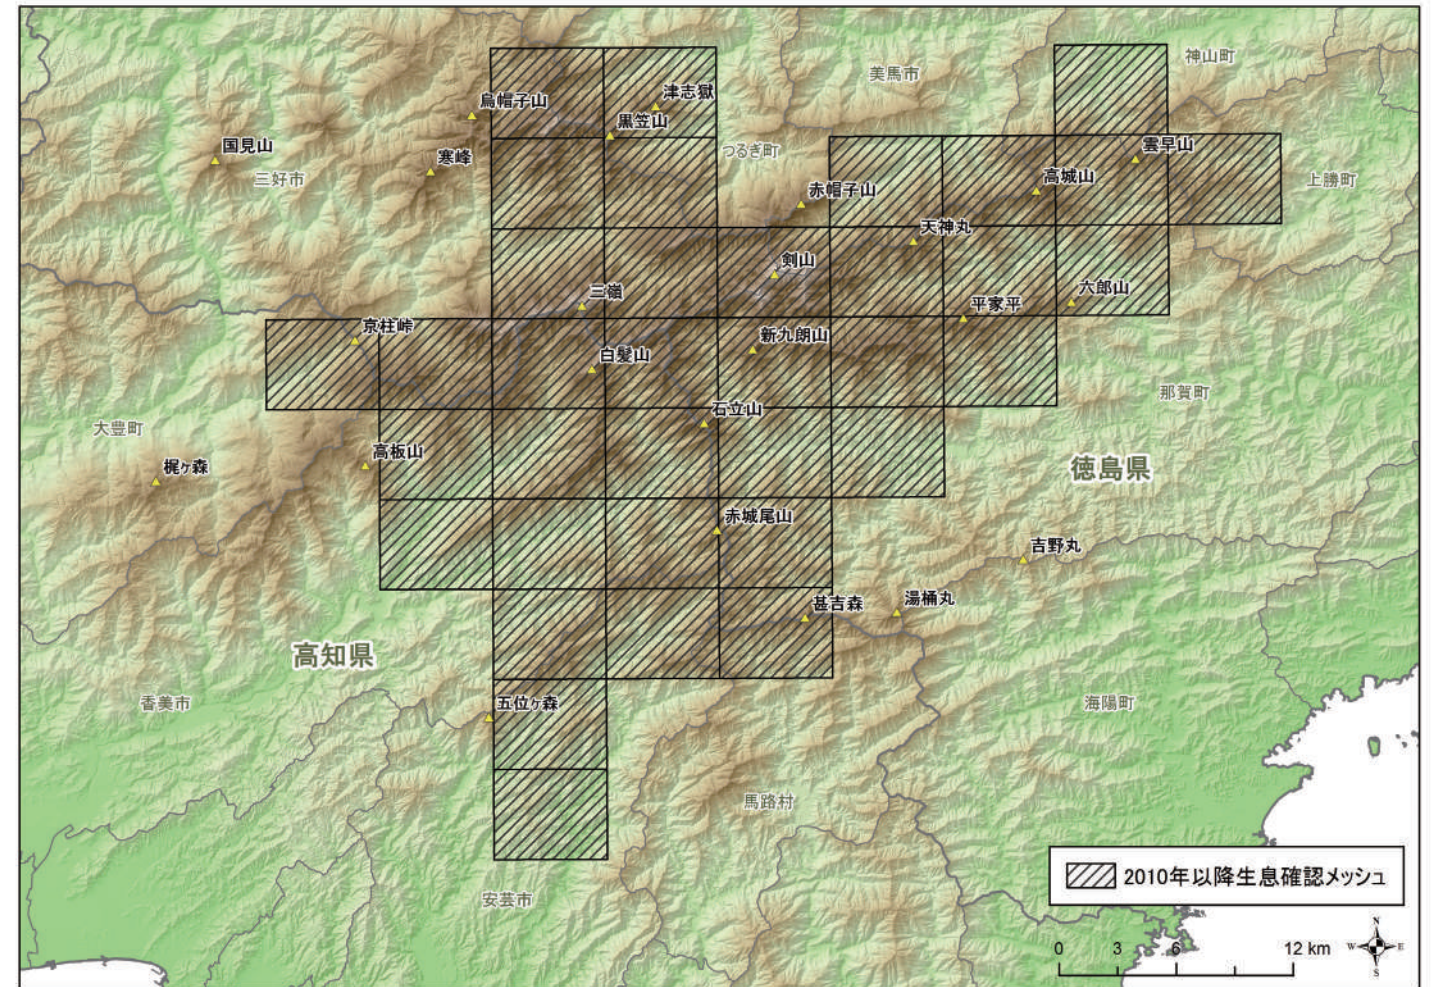 神山町
美馬市
津志嶽
烏帽子山
黒笠山
国見山
雲早山
つるぎ町
寒峰
三好市
高城山
上勝町
赤帽子山
天神丸
剣山
三嶺
六郎山
平家平
京柱峠
新九朗山
白髪山
那賀町
石立山
大豊町
高板山
梶ヶ森
徳島県
赤城尾山
吉野丸
甚吉森
湯桶丸
高知県
香美市
五位ヶ森
海陽町
馬路村
2010年以降生息確認メッシュ
安芸市
N
0 3 6 12 km
W E
S